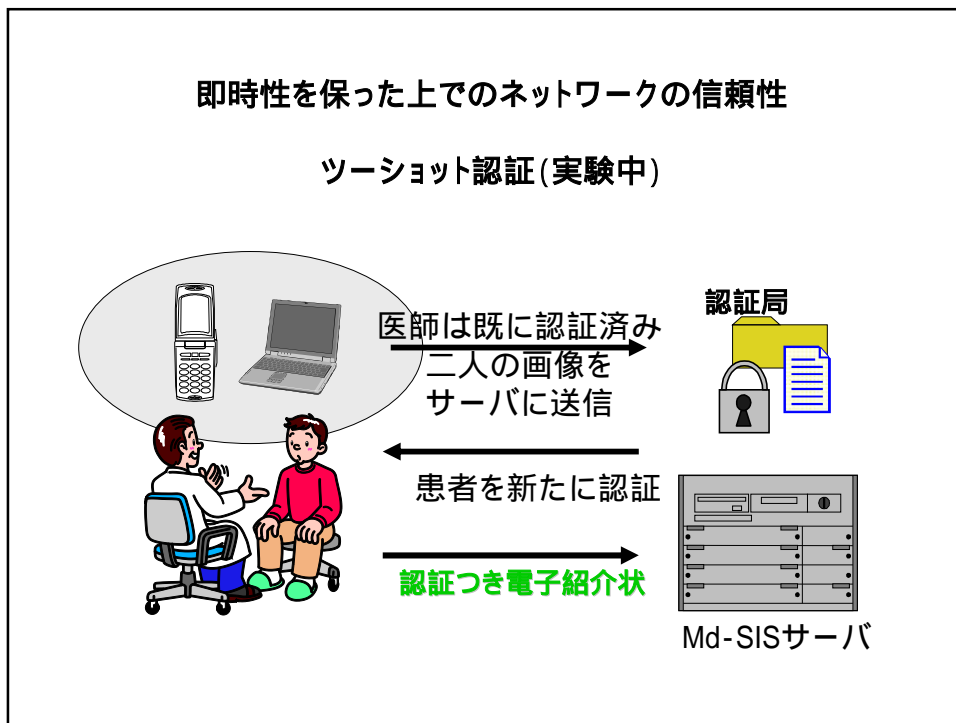 即時性を保った上でのネットワークの信頼性
ツーショット認証(実験中)
認証局
医師は既に認証済み
二人の画像を
サーバに送信
患者を新たに認証
認証つき電子紹介状
Md-SISサーバ